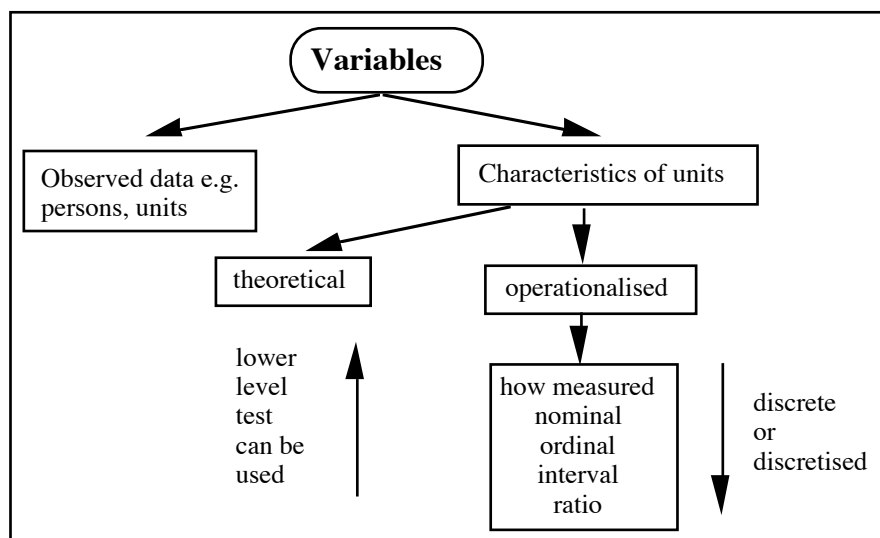 Variables
Observed data e.g.
persons, units
Characteristics of units
theoretical
operationalised
lower
level
test
can be
used
how measured
nominal
ordinal
interval
ratio
discrete
or
discretised